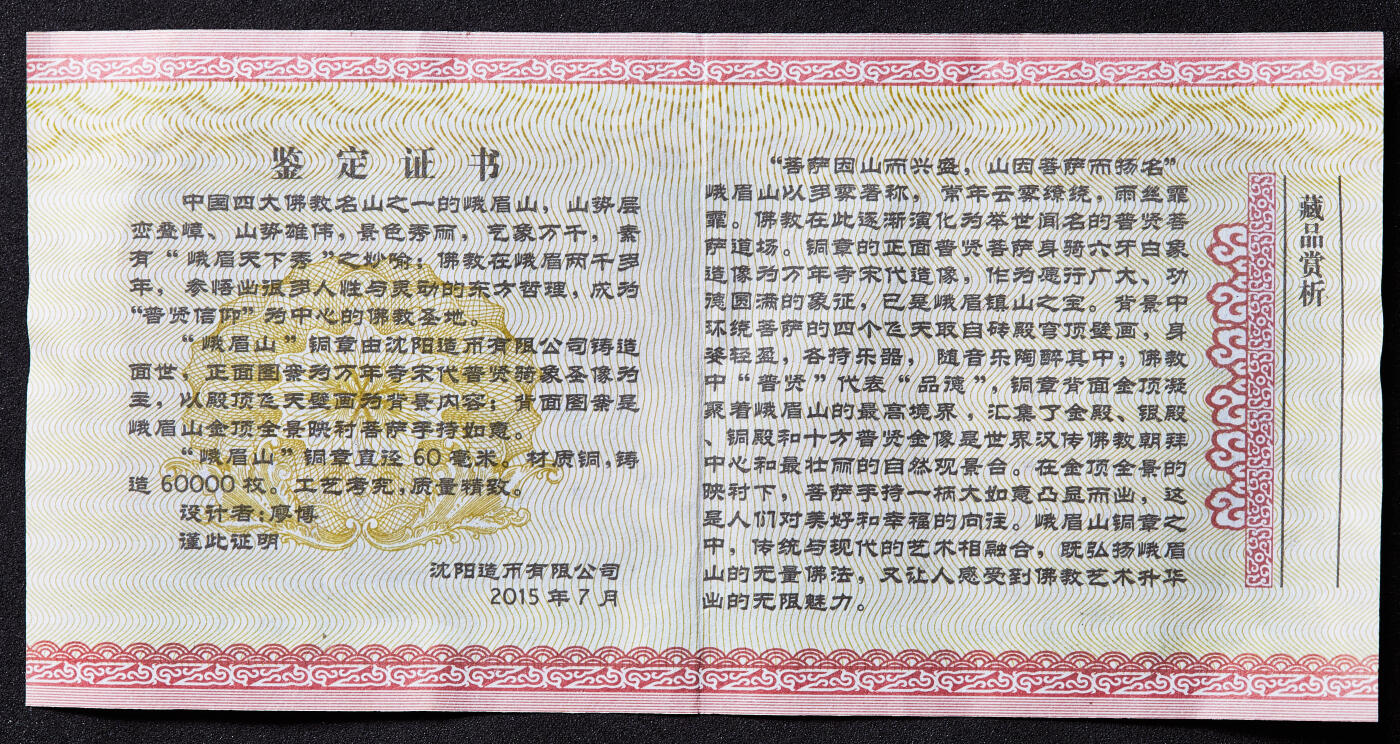 鉴定证书
中国四大佛教名山之一的峨眉山，山势层
峦叠嶂、山势雄伟，景色秀丽，气象万千，素
有“峨眉天下秀”之妙喻；佛教在峨眉两千多
年，参悟出很多人性与灵动的东方哲理，成为
“普贤信仰”为中心的佛教圣地。
“峨眉山”铜章由沈阳造币有限公司铸造
面世，正面图案为万年寺宋代普贤骑象圣像为
主，以殿顶飞天壁画为背景内容；背面图案是
峨眉山金顶全景映衬菩萨手持如意。
“峨眉山”铜章直径60毫米。材质铜，铸
造60000枚。工艺考究，质量精致。
设计者：廖博
谨此证明
沈阳造币有限公司
2015年7月
藏品赏析
“菩萨因山而兴盛，山因菩萨而扬名”
峨眉山以多雾著称，常年云雾缭绕，雨丝霏
霏。佛教在此逐渐演化为举世闻名的普贤菩
萨道场。铜章的正面普贤菩萨身骑六牙白象
造像为万年寺宋代造像，作为愿行广大、功
德圆满的象征，已是峨眉镇山之宝。背景中
环绕菩萨的四个飞天取自砖殿穹顶壁画，身
姿轻盈，各持乐器，随音乐陶醉其中；佛教
中“普贤”代表“品德”，铜章背面金顶凝
聚着峨眉山的最高境界，汇集了金殿、银殿
、铜殿和十方普贤金像是世界汉传佛教朝拜
中心和最壮丽的自然观景台。在金顶全景的
映衬下，菩萨手持一柄大如意凸显而出，这
是人们对美好和幸福的向往。峨眉山铜章之
中，传统与现代的艺术相融合，既弘扬峨眉
山的无量佛法，又让人感受到佛教艺术升华
出的无限魅力。